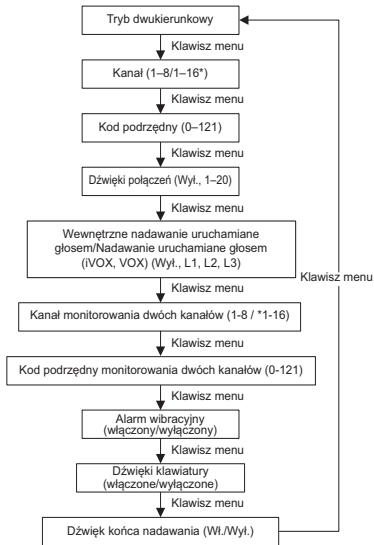 Tryb dwukierunkowy
Klawisz menu
Kanał (1–8/1–16*)
Klawisz menu
Kod podrzędny (0–121)
Klawisz menu
Dźwięki połączeń (Wył., 1–20)
Klawisz menu
Wewnętrzne nadawanie uruchamiane
głosem/Nadawanie uruchamiane głosem
(iVOX, VOX) (Wył., L1, L2, L3)
Klawisz menu
Klawisz menu
Kanał monitorowania dwóch kanałów (1-8 / *1-16)
Klawisz menu
Kod podrzędny monitorowania dwóch kanałów (0-121)
Klawisz menu
Alarm wibracyjny
(włączony/wyłączony)
Klawisz menu
Dźwięki klawiatury
(włączone/wyłączone)
Klawisz menu
Dźwięk końca nadawania (Wł./Wył.)